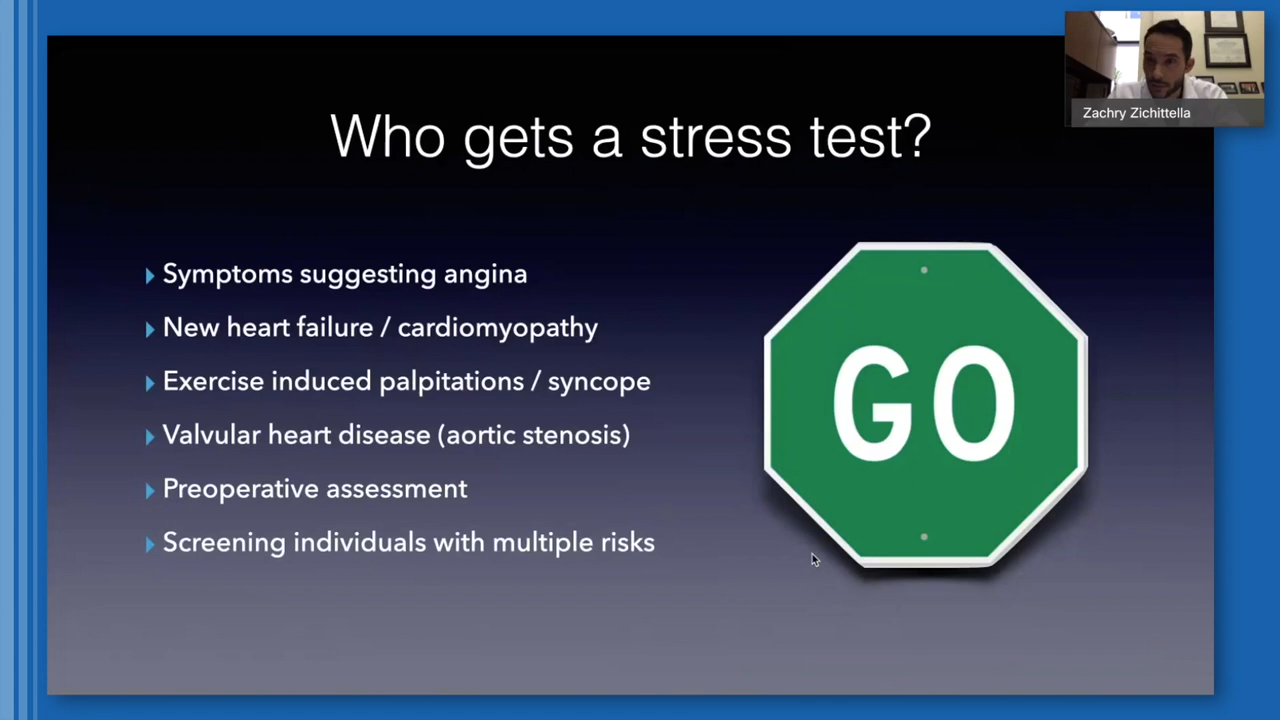 Zachry Zichittella
Who gets a stress test?
Symptoms suggesting angina
New heart failure / cardiomyopathy
Exercise induced palpitations / syncope
Valvular heart disease (aortic stenosis)
Preoperative assessment
Screening individuals with multiple risks
GO